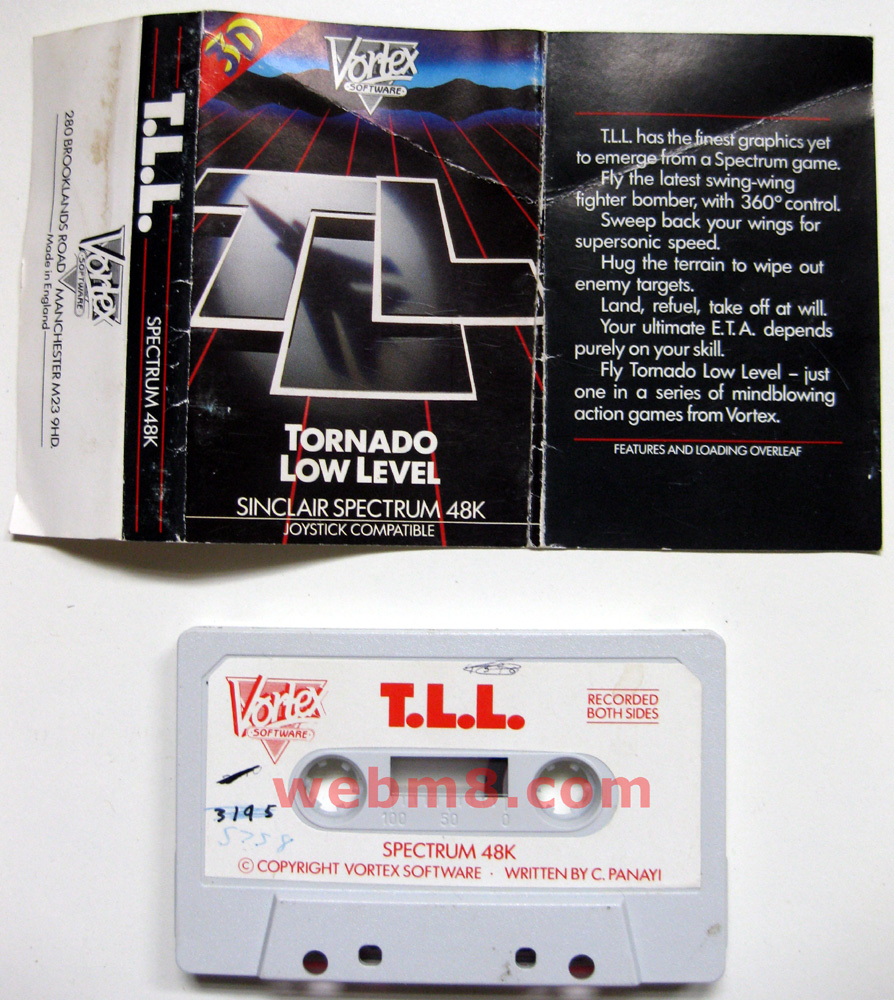 280 BROOKLANDS ROAD MANCHESTER M23 9HD.
Made in England
Vortex
SOFTWARE
T.L.L.
SPECTRUM 48K
3D
Vortex
SOFTWARE
TLL
TORNADO
LOW LEVEL
SINCLAIR SPECTRUM 48K
JOYSTICK COMPATIBLE
T.L.L. has the finest graphics yet
to emerge from a Spectrum game.
Fly the latest swing-wing
fighter bomber, with 360° control.
Sweep back your wings for
supersonic speed.
Hug the terrain to wipe out
enemy targets.
Land, refuel, take off at will.
Your ultimate E.T.A. depends
purely on your skill.
Fly Tornado Low Level – just
one in a series of mindblowing
action games from Vortex.
FEATURES AND LOADING OVERLEAF
Vortex
SOFTWARE
T.L.L.
RECORDED
BOTH SIDES
webm8.com
3195
5758
100 50 0
SPECTRUM 48K
© COPYRIGHT VORTEX SOFTWARE · WRITTEN BY C. PANAYI